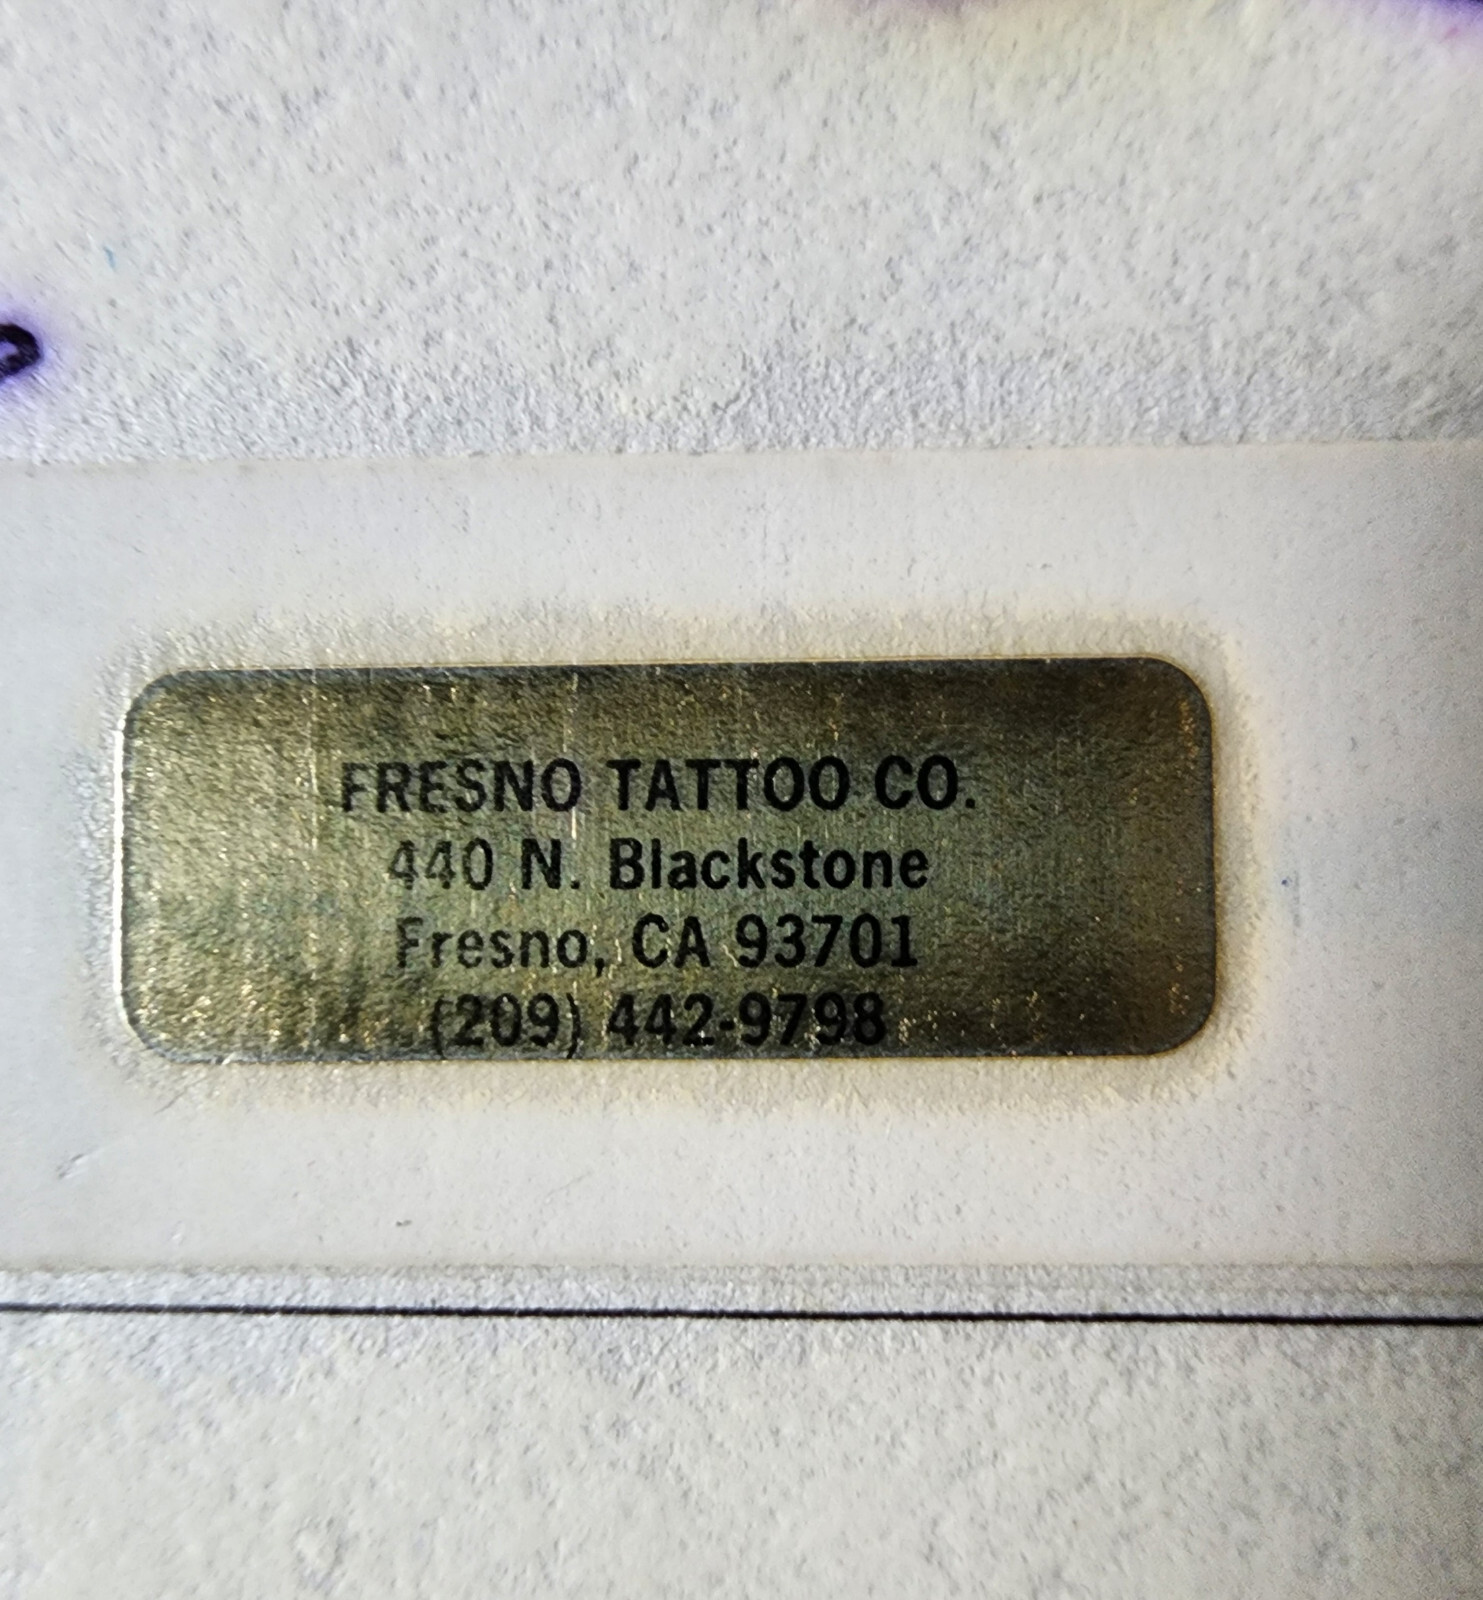 FRESNO TATTOO CO.
440 N. Blackstone
Fresno, CA 93701
(209) 442-9798